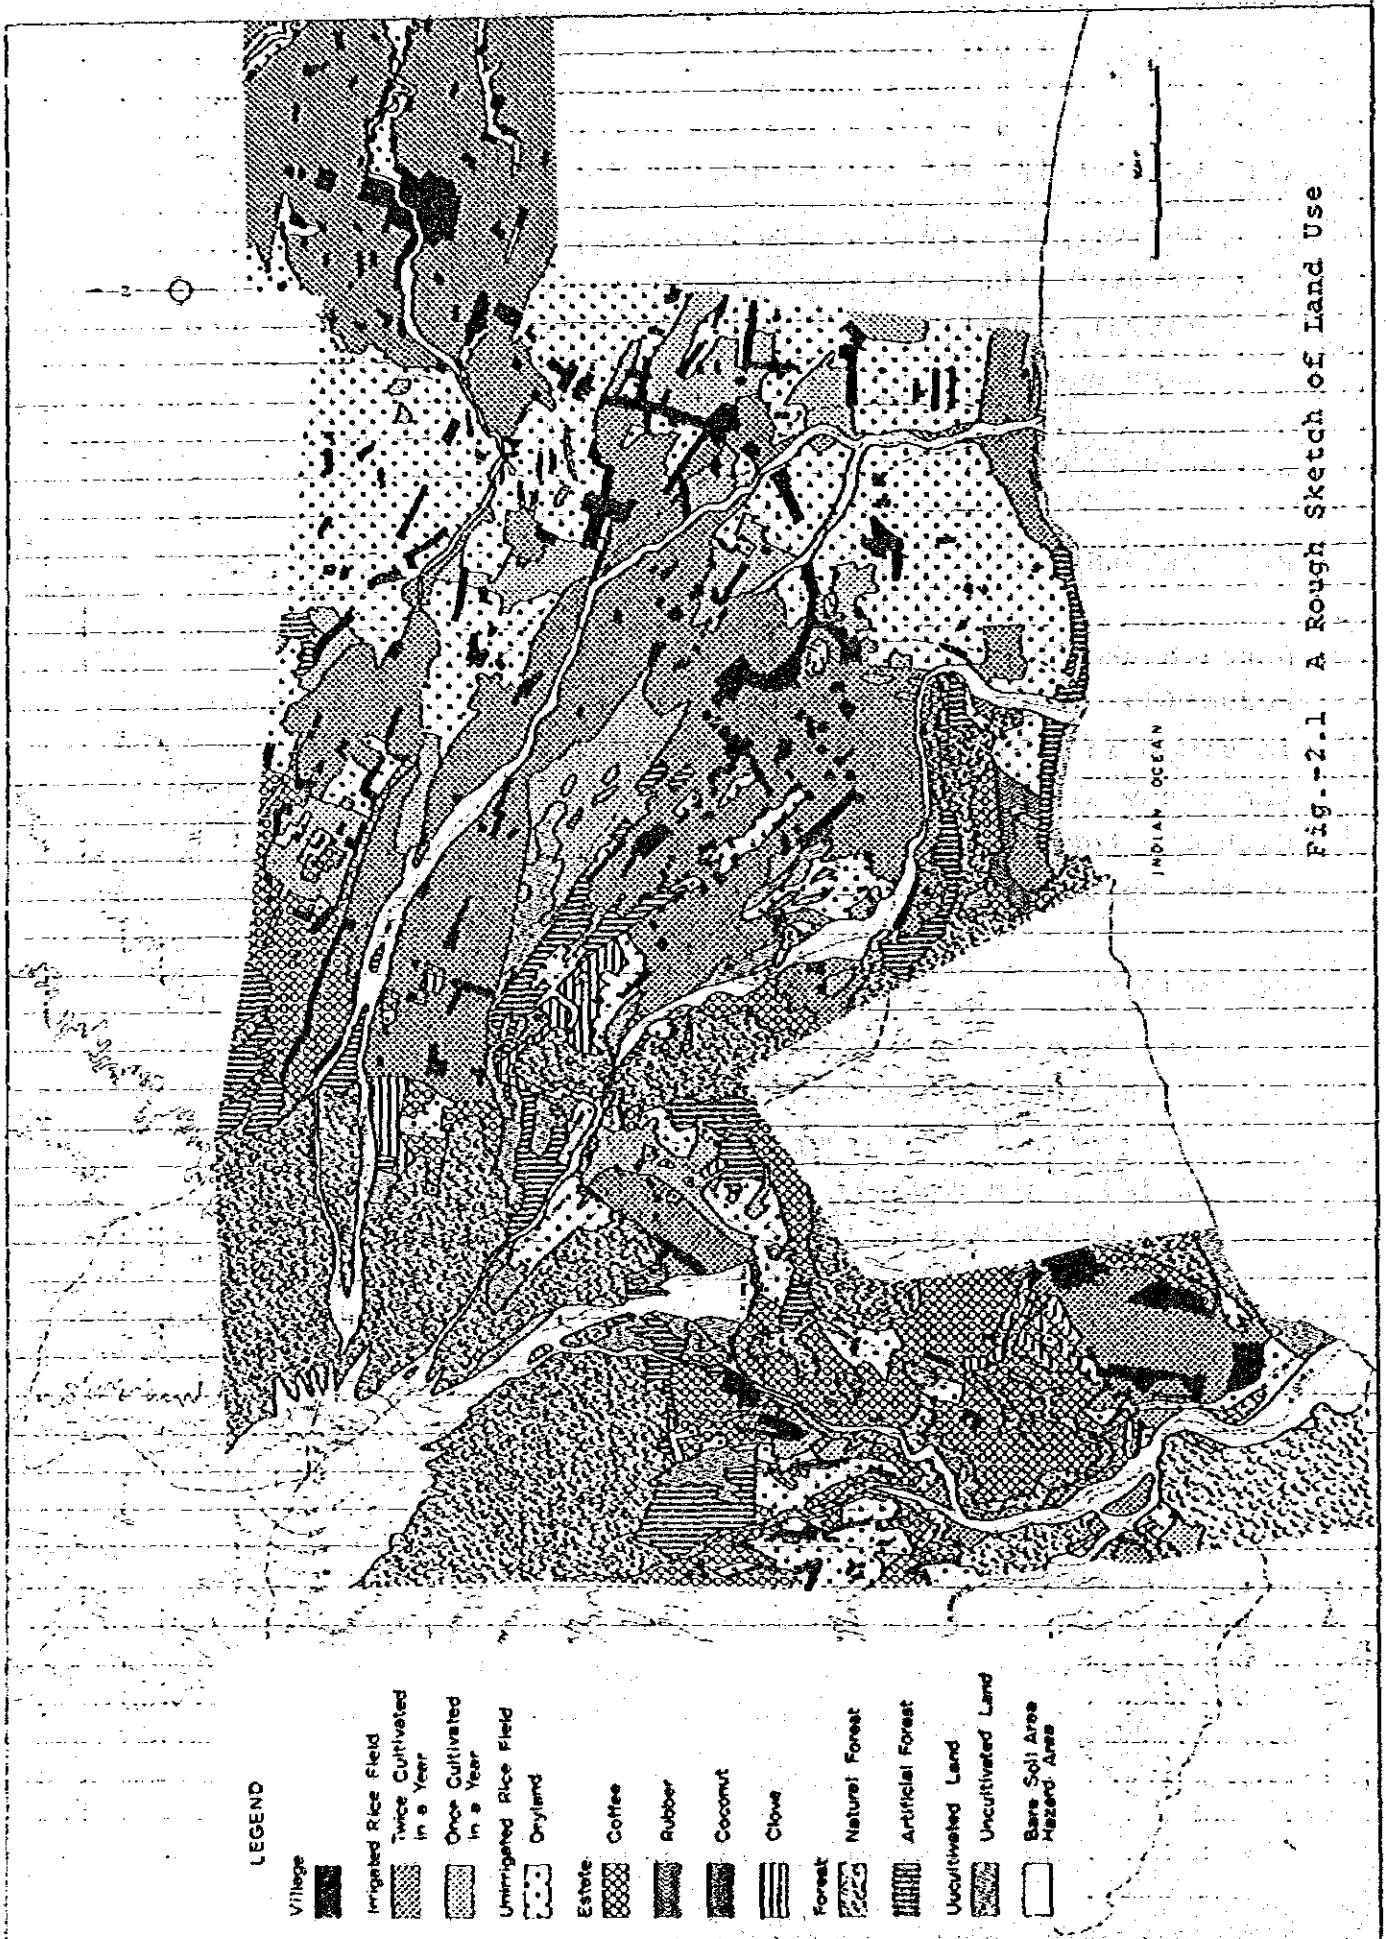 LEGEND
Village
Irrigated Rice Field
Twice Cultivated
in a Year
Once Cultivated
in a Year
Unirrigated Rice Field
Dryland
Estate
Coffee
Rubber
Coconut
Clove
Forest
Natural Forest
Artificial Forest
Uucultivated Land
Uncultivated Land
Bare Soil Area
Hazard Area
INDIAN OCEAN
Fig.-2.1 A Rough Sketch of Land Use